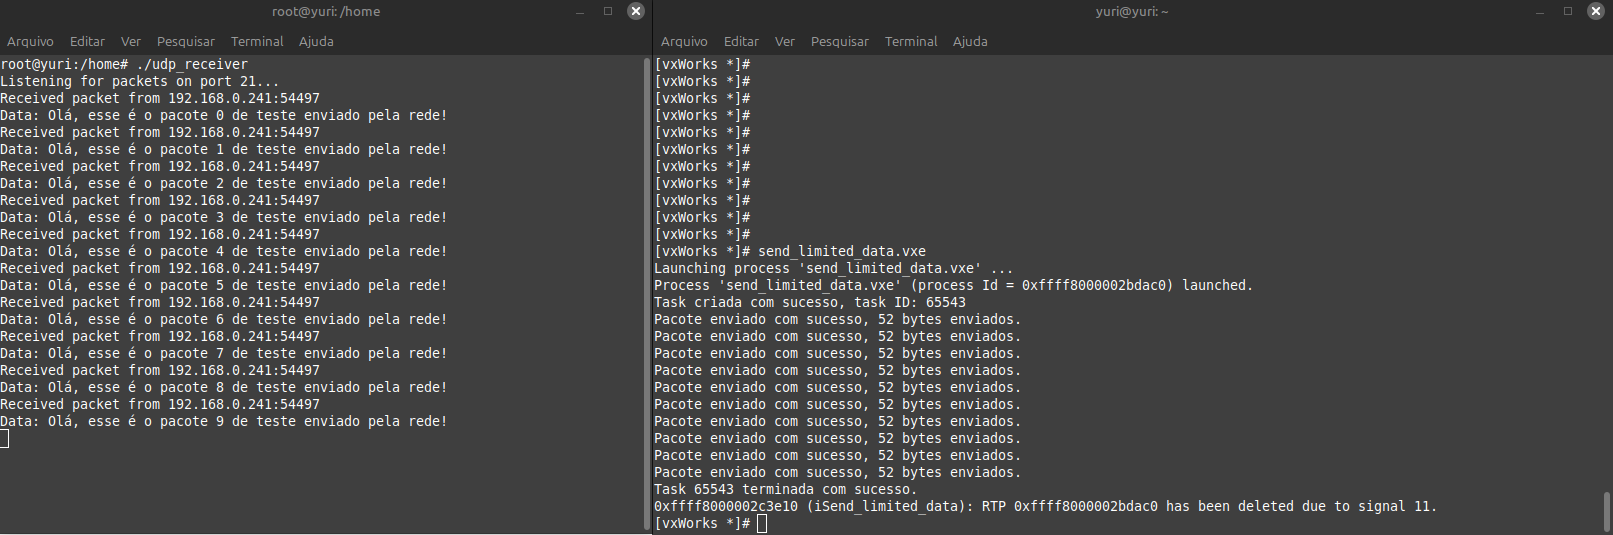 root@yuri: /home
Arquivo Editar Ver Pesquisar Terminal Ajuda
root@yuri:/home# ./udp_receiver
Listening for packets on port 21...
Received packet from 192.168.0.241:54497
Data: Olá, esse é o pacote 0 de teste enviado pela rede!
Received packet from 192.168.0.241:54497
Data: Olá, esse é o pacote 1 de teste enviado pela rede!
Received packet from 192.168.0.241:54497
Data: Olá, esse é o pacote 2 de teste enviado pela rede!
Received packet from 192.168.0.241:54497
Data: Olá, esse é o pacote 3 de teste enviado pela rede!
Received packet from 192.168.0.241:54497
Data: Olá, esse é o pacote 4 de teste enviado pela rede!
Received packet from 192.168.0.241:54497
Data: Olá, esse é o pacote 5 de teste enviado pela rede!
Received packet from 192.168.0.241:54497
Data: Olá, esse é o pacote 6 de teste enviado pela rede!
Received packet from 192.168.0.241:54497
Data: Olá, esse é o pacote 7 de teste enviado pela rede!
Received packet from 192.168.0.241:54497
Data: Olá, esse é o pacote 8 de teste enviado pela rede!
Received packet from 192.168.0.241:54497
Data: Olá, esse é o pacote 9 de teste enviado pela rede!
yuri@yuri: ~
Arquivo Editar Ver Pesquisar Terminal Ajuda
[vxWorks *]#
[vxWorks *]#
[vxWorks *]#
[vxWorks *]#
[vxWorks *]#
[vxWorks *]#
[vxWorks *]#
[vxWorks *]#
[vxWorks *]#
[vxWorks *]#
[vxWorks *]#
[vxWorks *]# send_limited_data.vxe
Launching process 'send_limited_data.vxe' ...
Process 'send_limited_data.vxe' (process Id = 0xffff8000002bdac0) launched.
Task criada com sucesso, task ID: 65543
Pacote enviado com sucesso, 52 bytes enviados.
Pacote enviado com sucesso, 52 bytes enviados.
Pacote enviado com sucesso, 52 bytes enviados.
Pacote enviado com sucesso, 52 bytes enviados.
Pacote enviado com sucesso, 52 bytes enviados.
Pacote enviado com sucesso, 52 bytes enviados.
Pacote enviado com sucesso, 52 bytes enviados.
Pacote enviado com sucesso, 52 bytes enviados.
Pacote enviado com sucesso, 52 bytes enviados.
Pacote enviado com sucesso, 52 bytes enviados.
Task 65543 terminada com sucesso.
0xffff8000002c3e10 (iSend_limited_data): RTP 0xffff8000002bdac0 has been deleted due to signal 11.
[vxWorks *]#